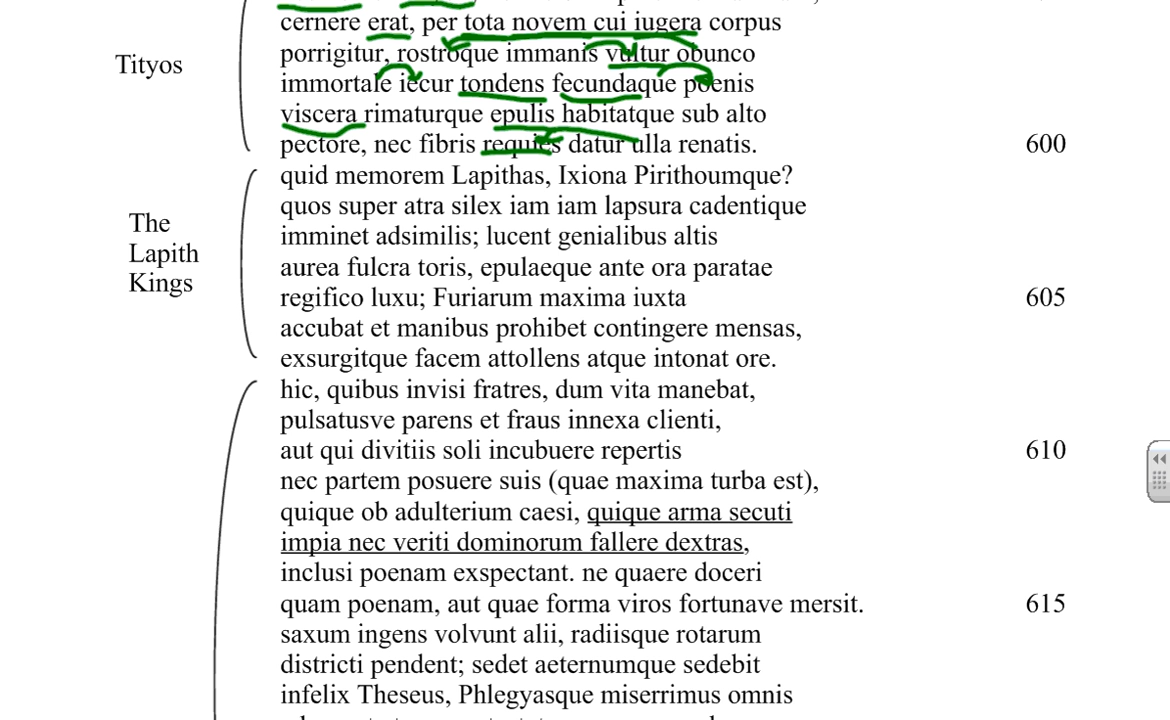 cernere erat, per tota novem cui iugera corpus
Tityos
porrigitur, rostroque immanis vultur obunco
immortale iecur tondens fecundaque poenis
viscera rimaturque epulis habitatque sub alto
pectore, nec fibris requies datur ulla renatis. 600
The
Lapith
Kings
quid memorem Lapithas, Ixiona Pirithoumque?
quos super atra silex iam iam lapsura cadentique
imminet adsimilis; lucent genialibus altis
aurea fulcra toris, epulaeque ante ora paratae
regifico luxu; Furiarum maxima iuxta 605
accubat et manibus prohibet contingere mensas,
exsurgitque facem attollens atque intonat ore.
hic, quibus invisi fratres, dum vita manebat,
pulsatusve parens et fraus innexa clienti,
aut qui divitiis soli incubuere repertis 610
nec partem posuere suis (quae maxima turba est),
quique ob adulterium caesi, quique arma secuti
impia nec veriti dominorum fallere dextras,
inclusi poenam exspectant. ne quaere doceri
quam poenam, aut quae forma viros fortunave mersit. 615
saxum ingens volvunt alii, radiisque rotarum
districti pendent; sedet aeternumque sedebit
infelix Theseus, Phlegyasque miserrimus omnis